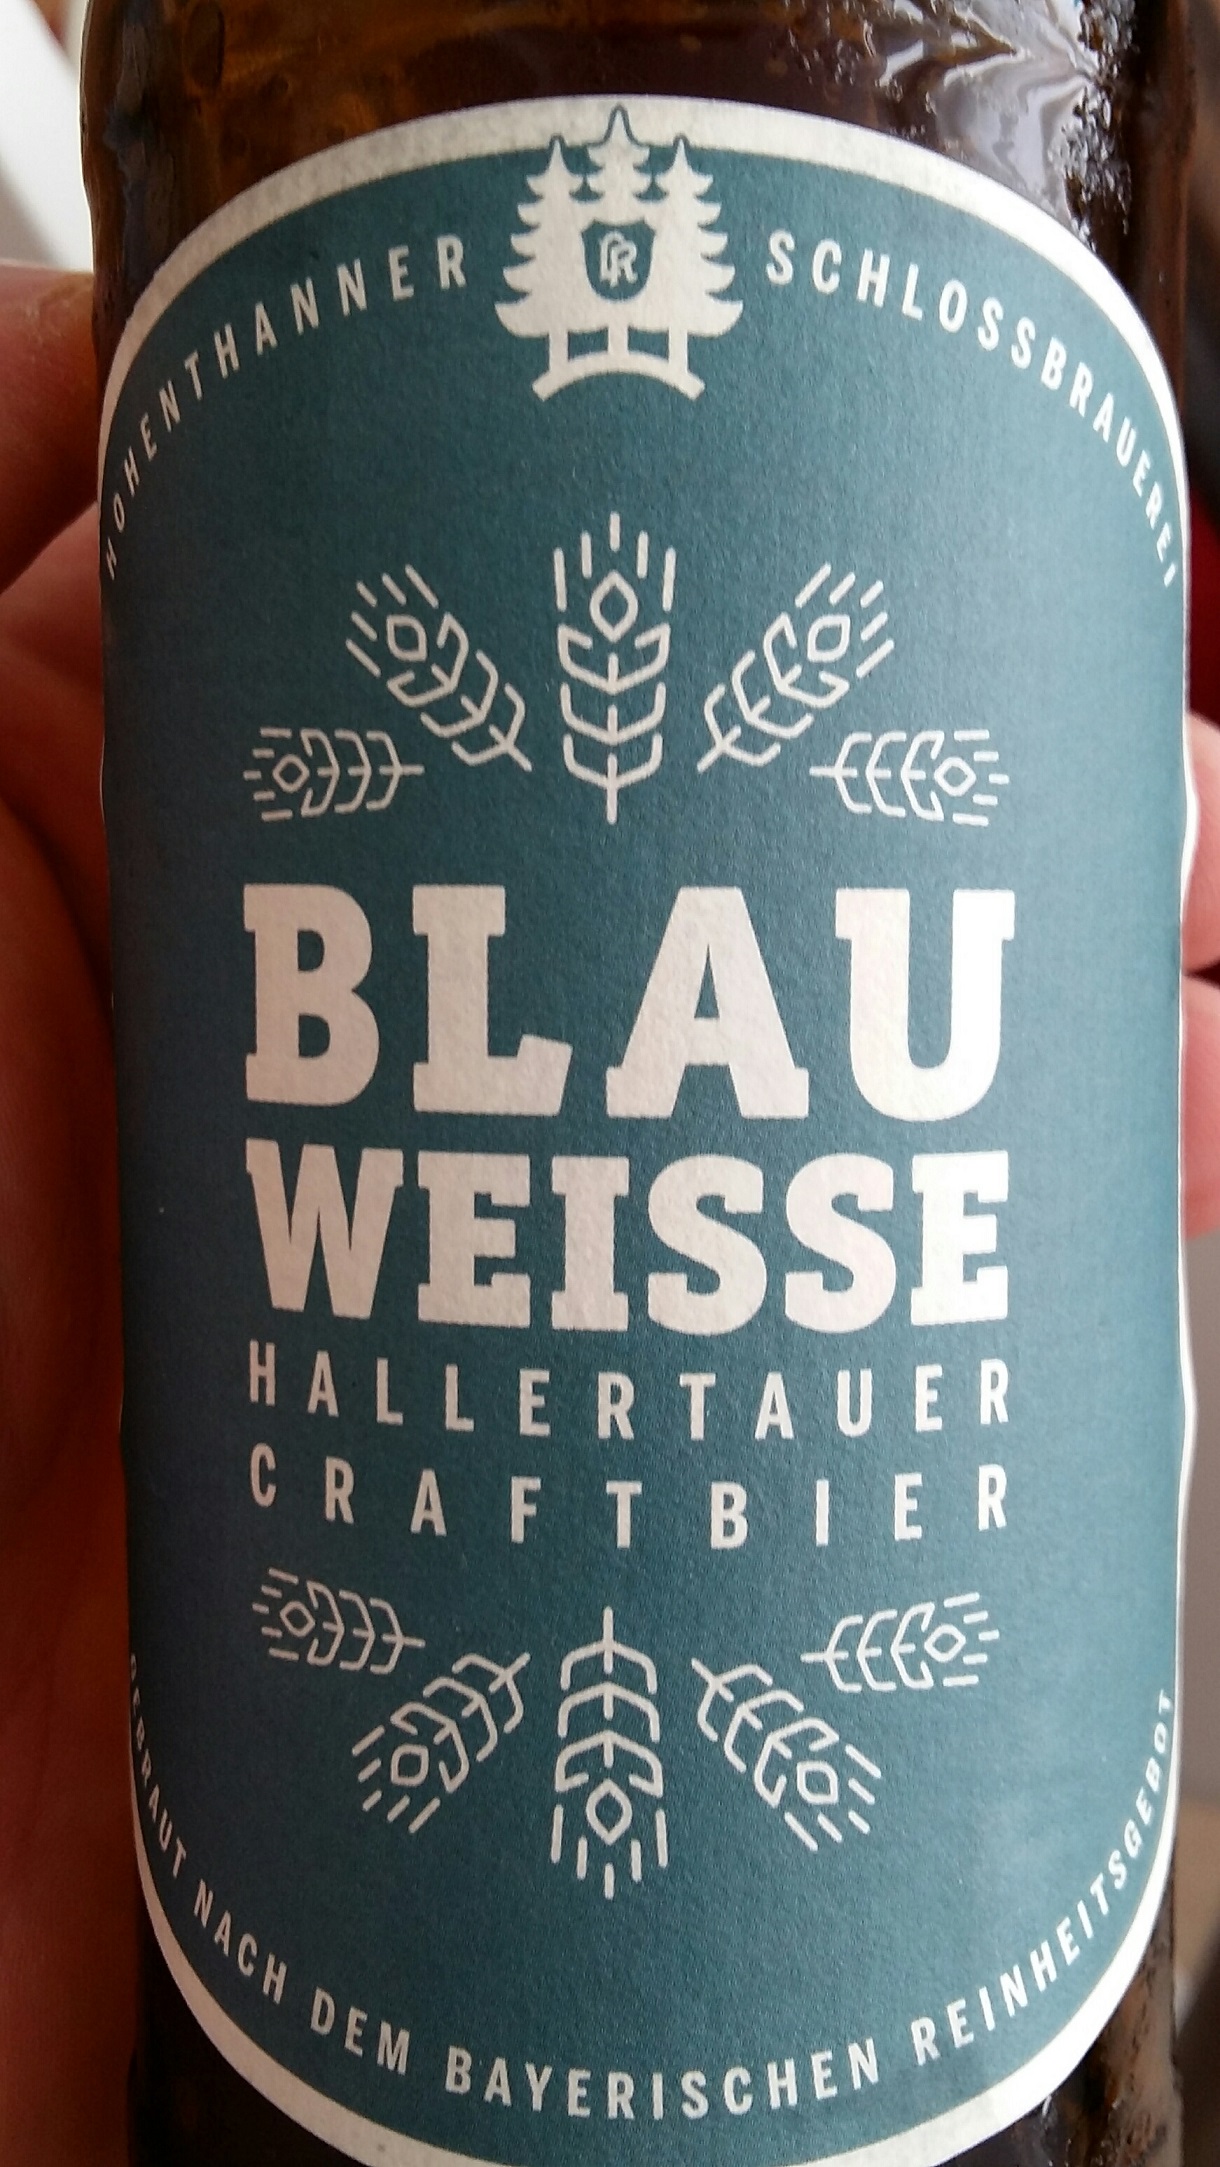 HOHENTHANNER SCHLOSSBRAUEREI
BLAU
WEISSE
HALLERTAUER
CRAFTBIER
GEBRAUT NACH DEM BAYERISCHEN REINHEITSGEBOT